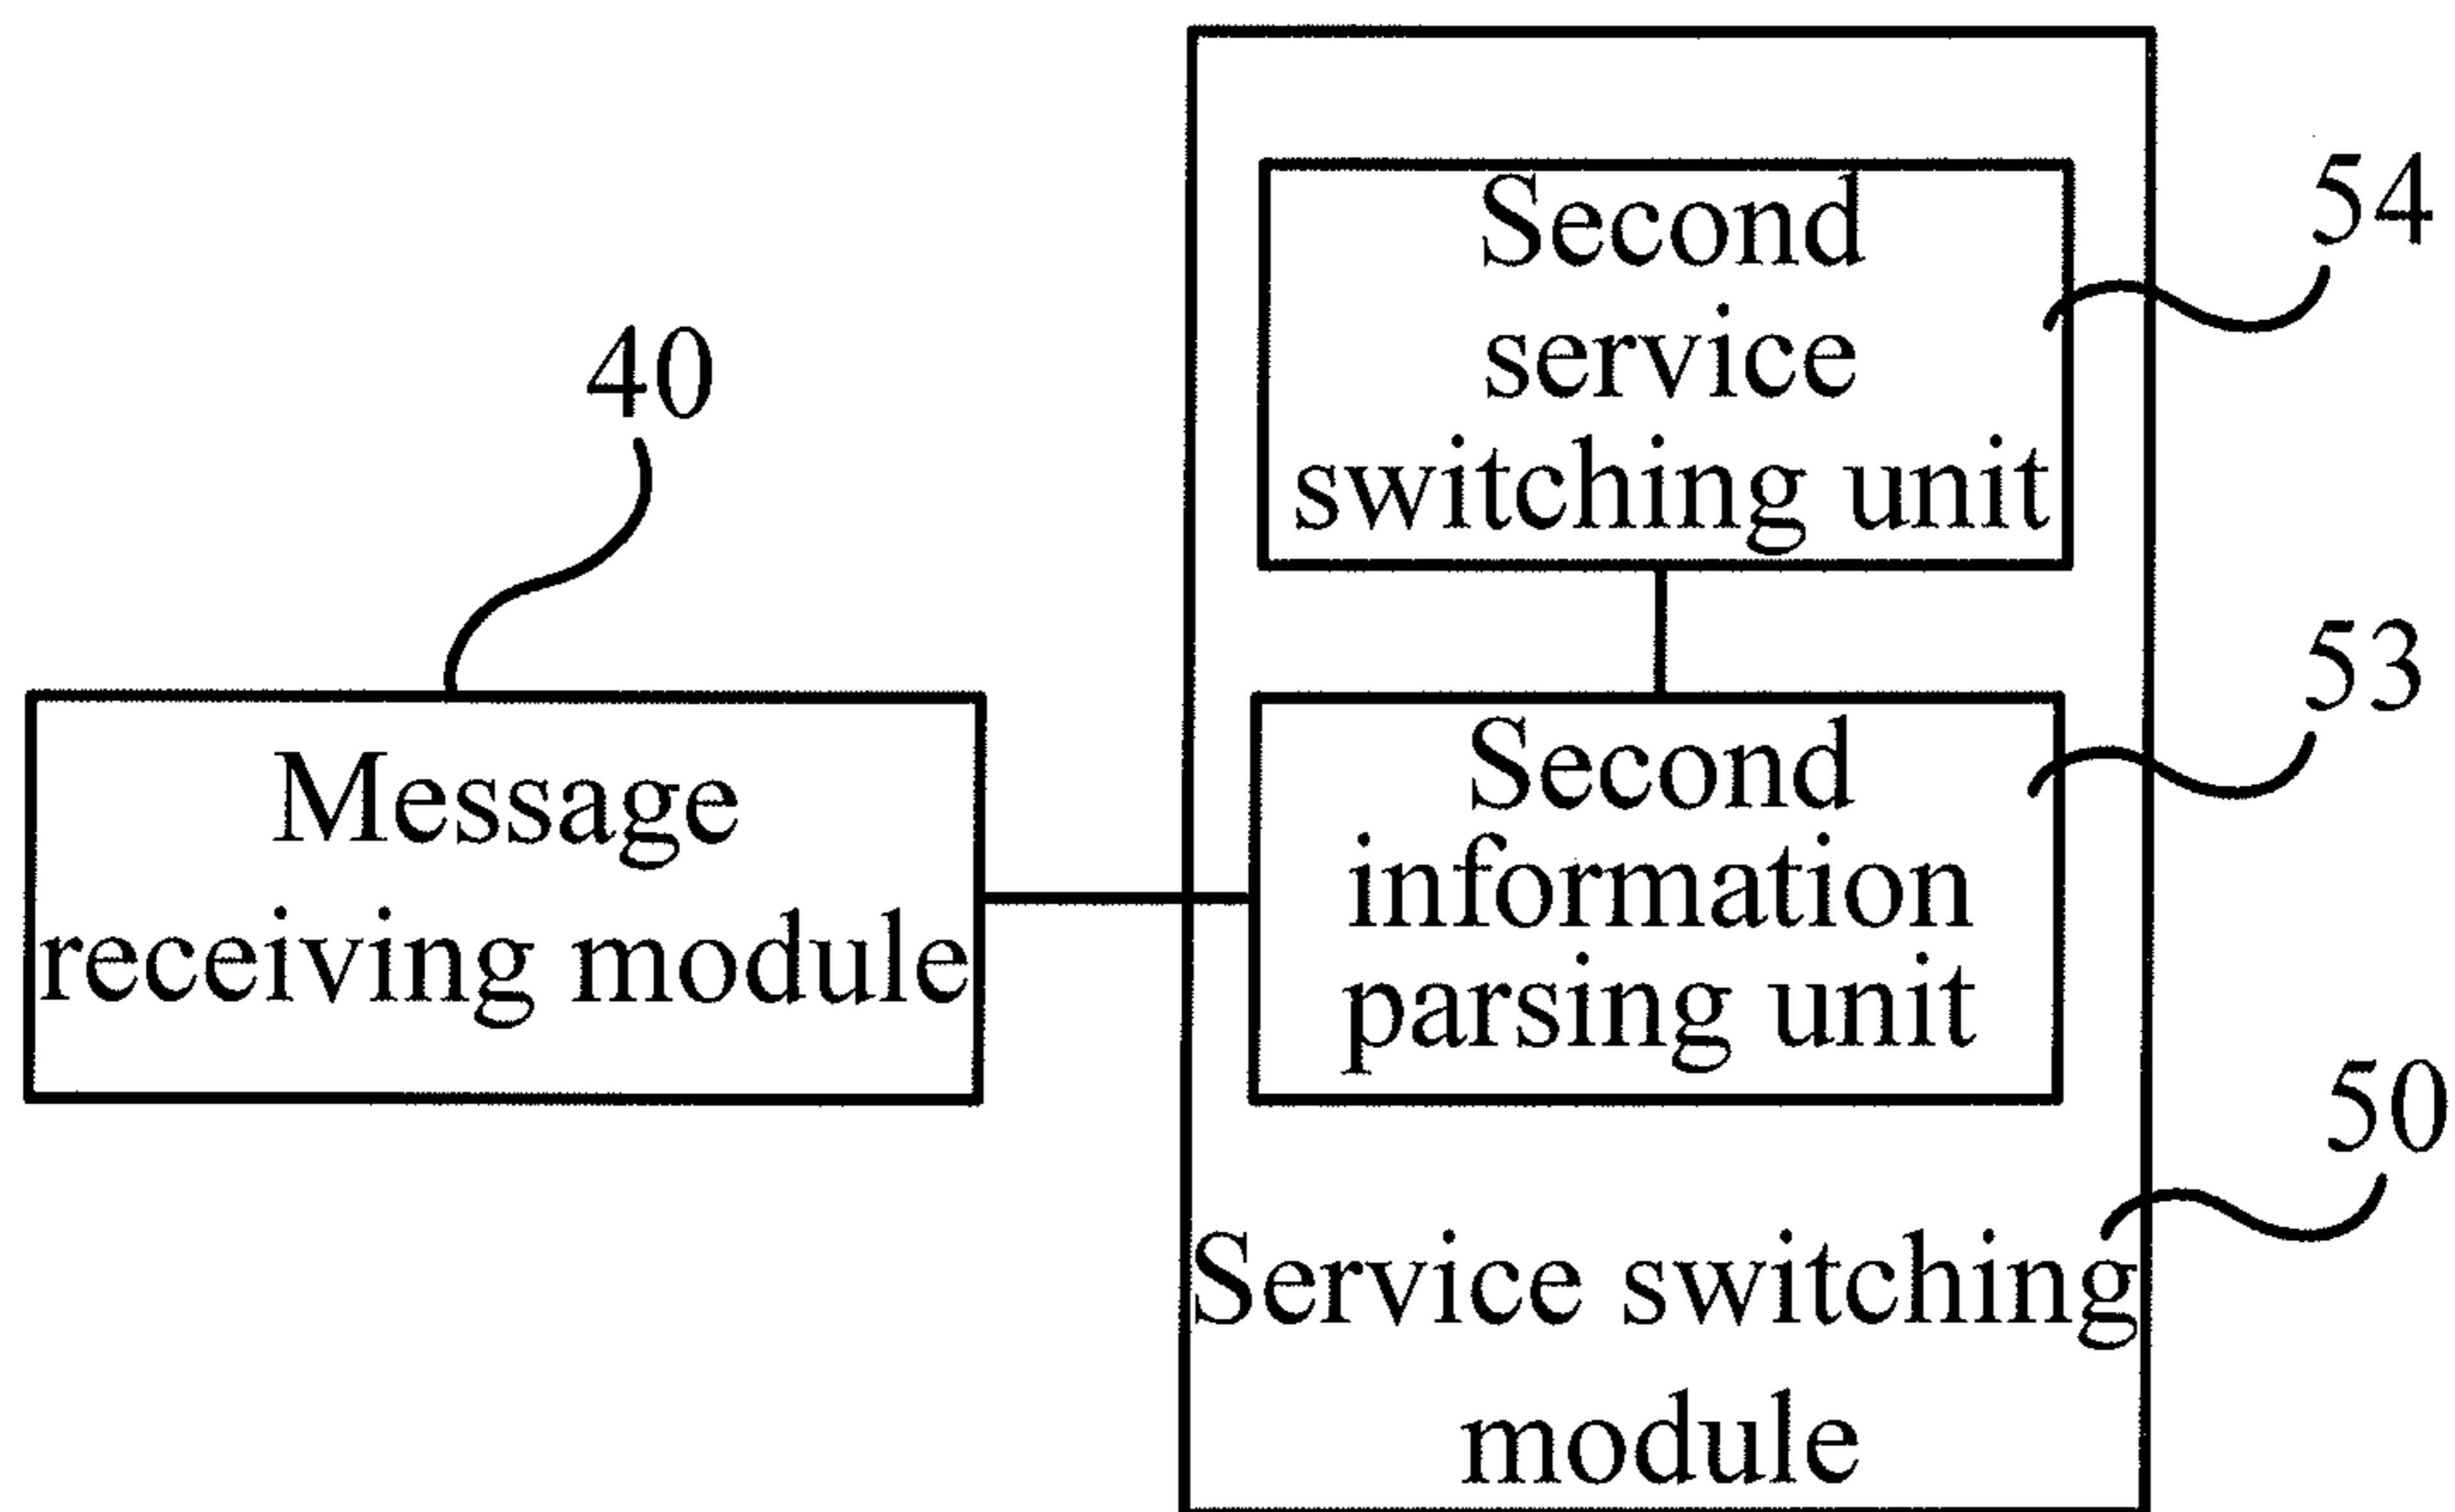 40
Message
receiving module
Second
service
switching unit
54
Second
information
parsing unit
53
Service switching
module
50